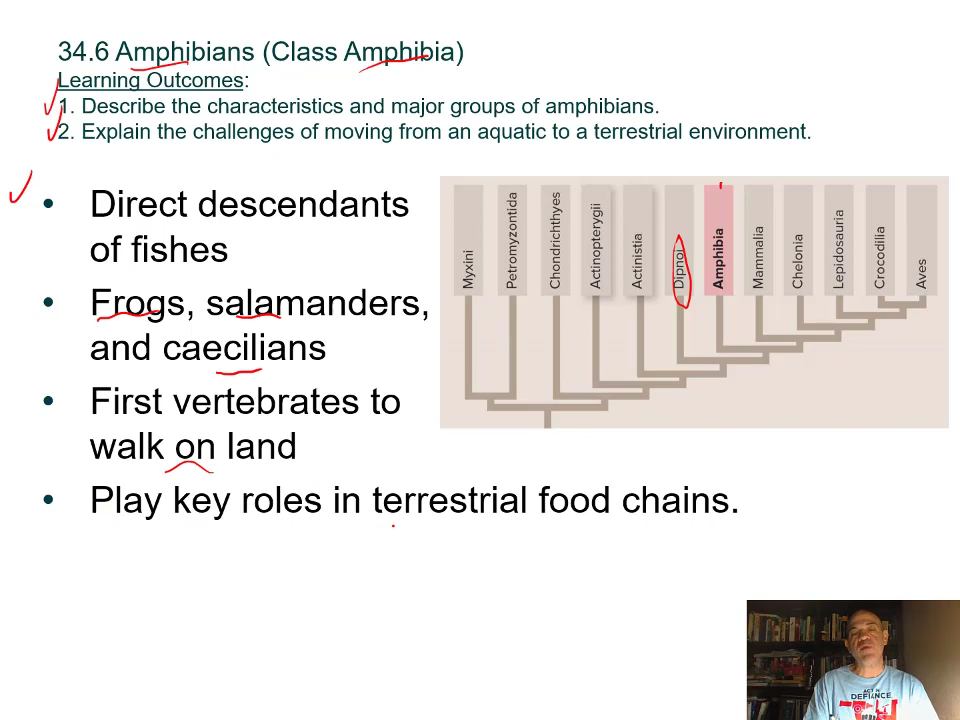 34.6 Amphibians (Class Amphibia)
Learning Outcomes:
1. Describe the characteristics and major groups of amphibians.
2. Explain the challenges of moving from an aquatic to a terrestrial environment.
• Direct descendants
of fishes
• Frogs, salamanders,
and caecilians
• First vertebrates to
walk on land
• Play key roles in terrestrial food chains.
Myxini
Petromyzontida
Chondrichthyes
Actinopterygii
Actinistia
Dipnoi
Amphibia
Mammalia
Chelonia
Lepidosauria
Crocodilia
Aves
DEFIANCE